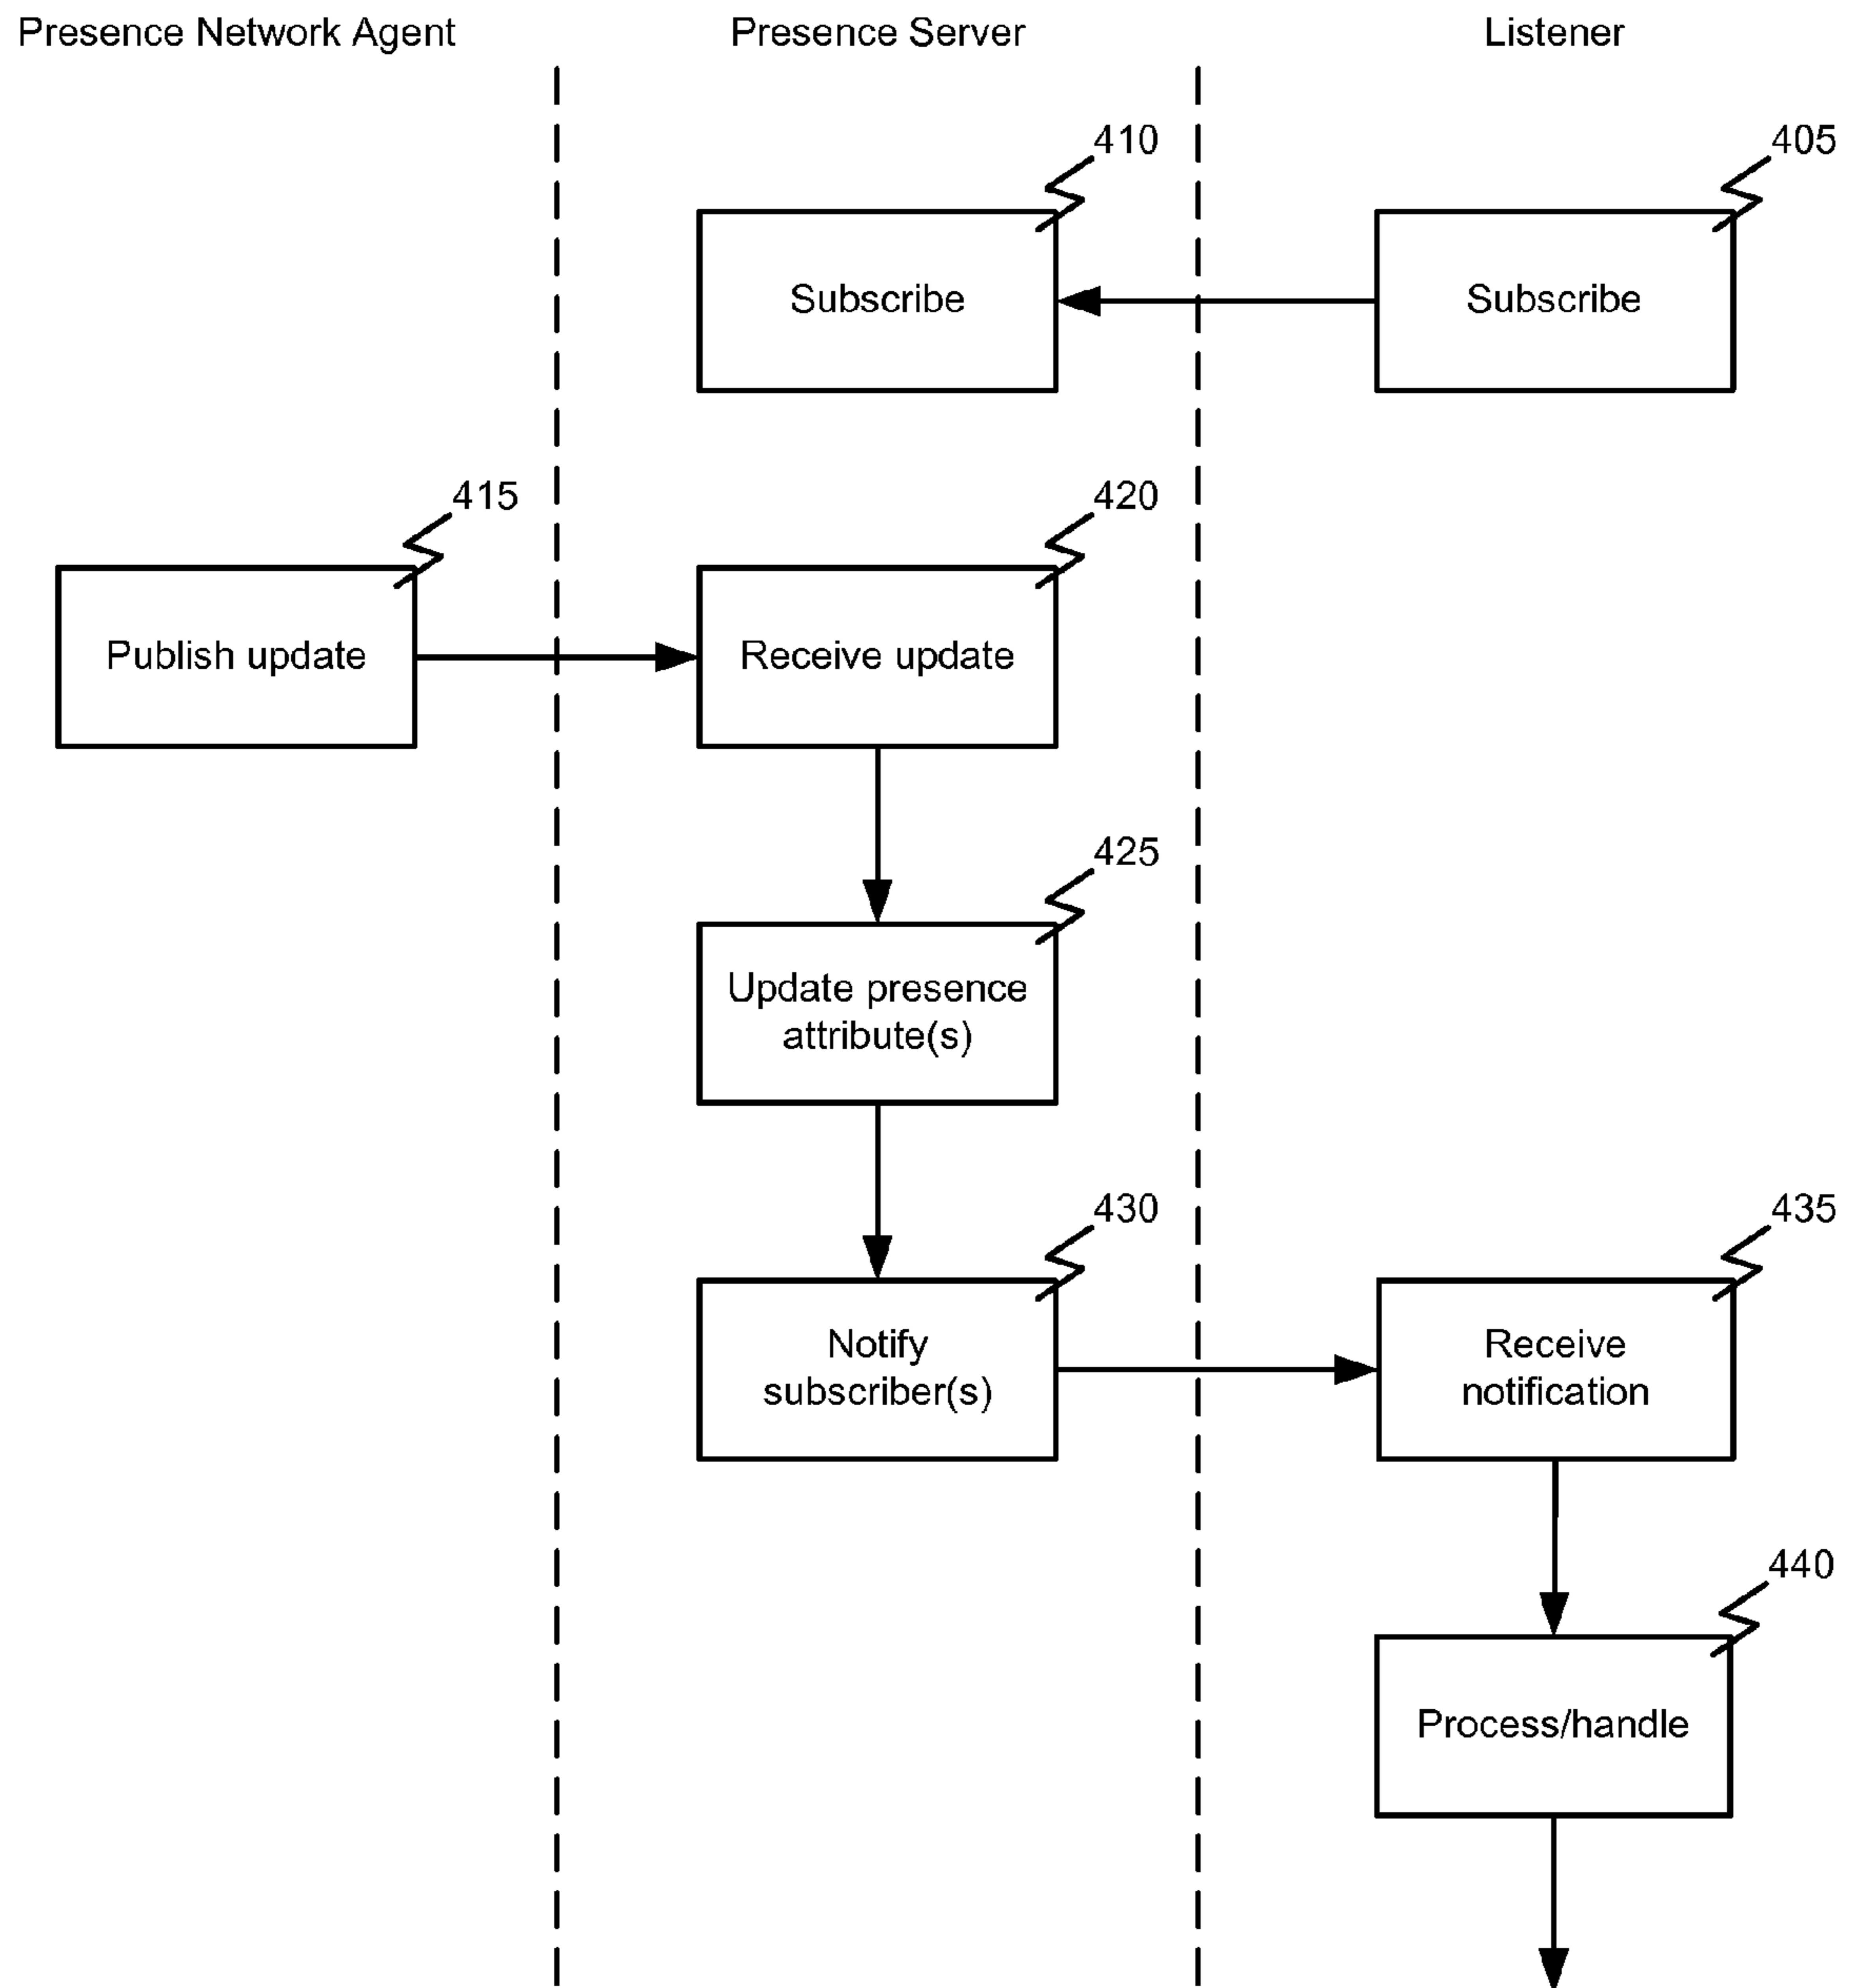 Presence Network Agent
Presence Server
Listener
410
405
Subscribe
Subscribe
415
420
Publish update
Receive update
425
Update presence
attribute(s)
430
435
Notify
subscriber(s)
Receive
notification
440
Process/handle